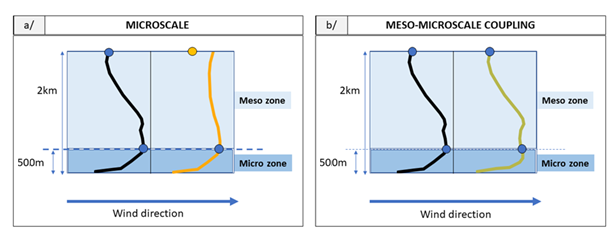 a/
MICROSCALE
2km
Meso zone
500m
Micro zone
Wind direction
b/
MESO-MICROSCALE COUPLING
2km
Meso zone
500m
Micro zone
Wind direction